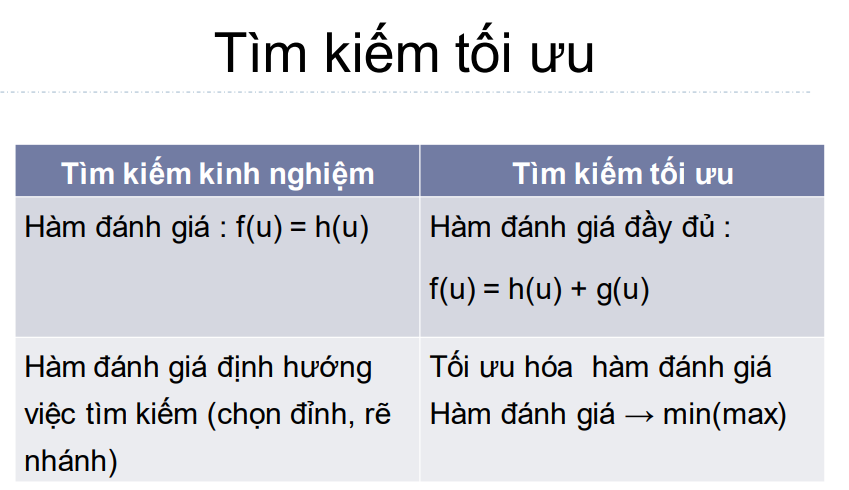 Tìm kiếm tối ưu
Tìm kiếm kinh nghiệm
Tìm kiếm tối ưu
Hàm đánh giá : f(u) = h(u)
Hàm đánh giá đầy đủ :
f(u) = h(u) + g(u)
Hàm đánh giá định hướng
việc tìm kiếm (chọn đỉnh, rẽ
nhánh)
Tối ưu hóa hàm đánh giá
Hàm đánh giá → min(max)